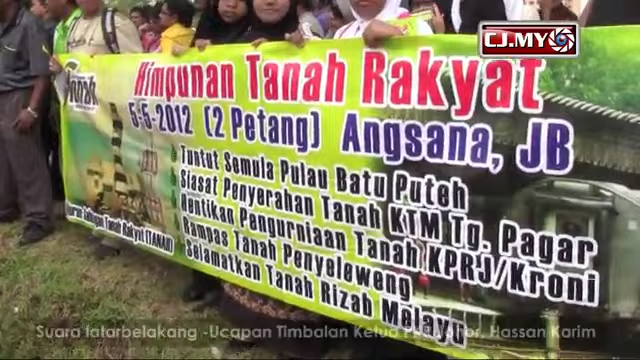 CJ.MY
Himpunan Tanah Rakyat
5-5-2012 (2 Petang) Angsana, JB
Tuntut Semula Pulau Batu Puteh
Siasat Penyerahan Tanah KTM Tg. Pagar
Hentikan Pengurniaan Tanah KPRJ/Kroni
Rampas Tanah Penyeleweng
Selamatkan Tanah Rizab Melayu
Rakyat (TANAH)
Suara latarbelakang -Ucapan Timbalan Ketua Hassan Karim